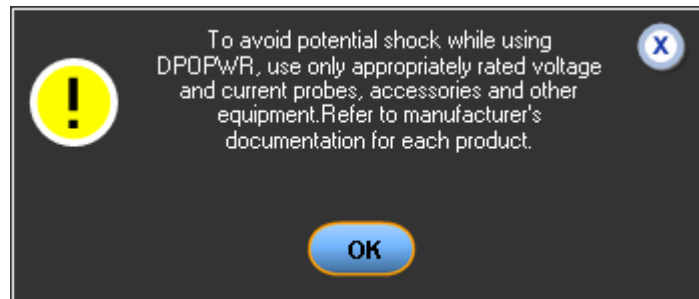 To avoid potential shock while using
DPOPWR, use only appropriately rated voltage
and current probes, accessories and other
equipment.Refer to manufacturer's
documentation for each product.
X
!
OK